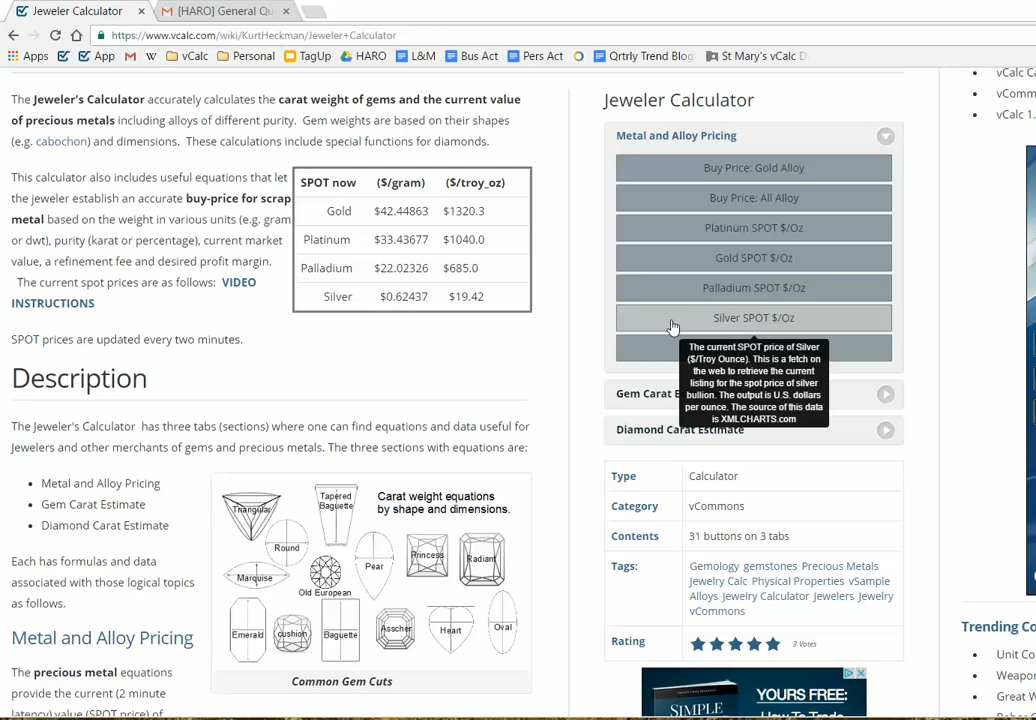 Jeweler Calculator
[HARO] General Qu
https://www.vcalc.com/wiki/KurtHeckman/Jeweler+Calculator
Apps
App
vCalc
Personas
TagUp
HARO
L&M
Bus Act
Pers Act
Qrtrly Trend Blog
St Mary's vCalc D
The Jeweler's Calculator accurately calculates the carat weight of gems and the current value
of precious metals including alloys of different purity. Gem weights are based on their shapes
(e.g. cabochon) and dimensions. These calculations include special functions for diamonds.
This calculator also includes useful equations that let
the jeweler establish an accurate buy-price for scrap
metal based on the weight in various units (e.g. gram
or dwt), purity (karat or percentage), current market
value, a refinement fee and desired profit margin.
The current spot prices are as follows: VIDEO
INSTRUCTIONS
SPOT now ($/gram) ($/troy_oz)
Gold $42.44863 $1320.3
Platinum $33.43677 $1040.0
Palladium $22.02326 $685.0
Silver $0.62437 $19.42
SPOT prices are updated every two minutes.
Description
The Jeweler's Calculator has three tabs (sections) where one can find equations and data useful for
Jewelers and other merchants of gems and precious metals. The three sections with equations are:
Metal and Alloy Pricing
Gem Carat Estimate
Diamond Carat Estimate
Each has formulas and data
associated with those logical topics
as follows.
Carat weight equations
by shape and dimensions.
Triangular
Tapered
Baguette
Round
Marquise
Old European
Pear
Princess
Radiant
Emerald
cushion
Baguette
Asscher
Heart
Oval
Common Gem Cuts
Metal and Alloy Pricing
The precious metal equations
provide the current (2 minute
latency) value (SPOT price) of
Jeweler Calculator
Metal and Alloy Pricing
Buy Price: Gold Alloy
Buy Price: All Alloy
Platinum SPOT $/Oz
Gold SPOT $/Oz
Palladium SPOT $/Oz
Silver SPOT $/Oz
The current SPOT price of Silver
($/Troy Ounce). This is a fetch on
the web to retrieve the current
listing for the spot price of silver
bullion. The output is U.S. dollars
per ounce. The source of this data
is XMLCHARTS.com
Gem Carat E
Diamond Carat Estimate
Type Calculator
Category vCommons
Contents 31 buttons on 3 tabs
Tags: Gemology gemstones Precious Metals
Jewelry Calc Physical Properties vSample
Alloys Jewelry Calculator Jewelers Jewelry
vCommons
Rating 3 Votes
SIMPLE
YOURS FREE:
vCalc Ca
vComm
vCalc 1.
Trending Co
Unit Co
Weapon
Great W